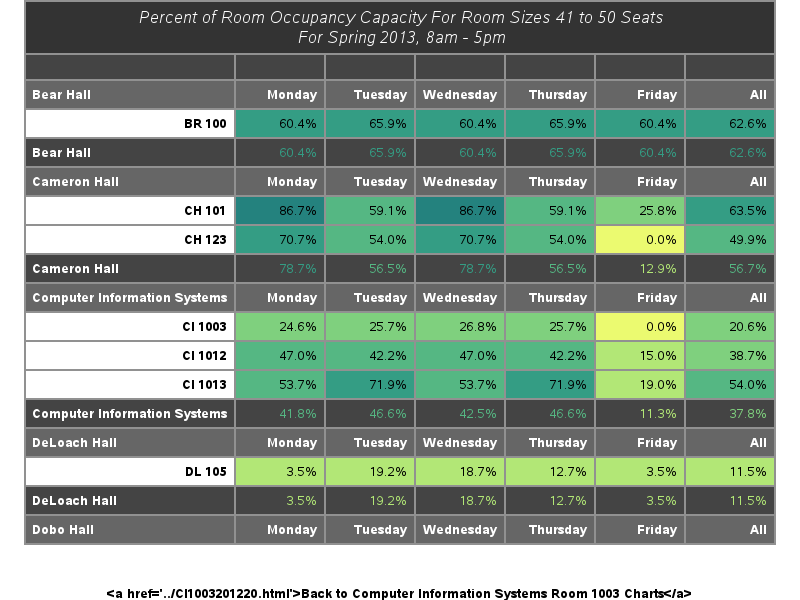 Percent of Room Occupancy Capacity For Room Sizes 41 to 50 Seats
For Spring 2013, 8am - 5pm
Bear Hall Monday Tuesday Wednesday Thursday Friday All
BR 100 60.4% 65.9% 60.4% 65.9% 60.4% 62.6%
Bear Hall 60.4% 65.9% 60.4% 65.9% 60.4% 62.6%
Cameron Hall Monday Tuesday Wednesday Thursday Friday All
CH 101 86.7% 59.1% 86.7% 59.1% 25.8% 63.5%
CH 123 70.7% 54.0% 70.7% 54.0% 0.0% 49.9%
Cameron Hall 78.7% 56.5% 78.7% 56.5% 12.9% 56.7%
Computer Information Systems Monday Tuesday Wednesday Thursday Friday All
CI 1003 24.6% 25.7% 26.8% 25.7% 0.0% 20.6%
CI 1012 47.0% 42.2% 47.0% 42.2% 15.0% 38.7%
CI 1013 53.7% 71.9% 53.7% 71.9% 19.0% 54.0%
Computer Information Systems 41.8% 46.6% 42.5% 46.6% 11.3% 37.8%
DeLoach Hall Monday Tuesday Wednesday Thursday Friday All
DL 105 3.5% 19.2% 18.7% 12.7% 3.5% 11.5%
DeLoach Hall 3.5% 19.2% 18.7% 12.7% 3.5% 11.5%
Dobo Hall Monday Tuesday Wednesday Thursday Friday All
<a href='../CI1003201220.html'>Back to Computer Information Systems Room 1003 Charts</a>